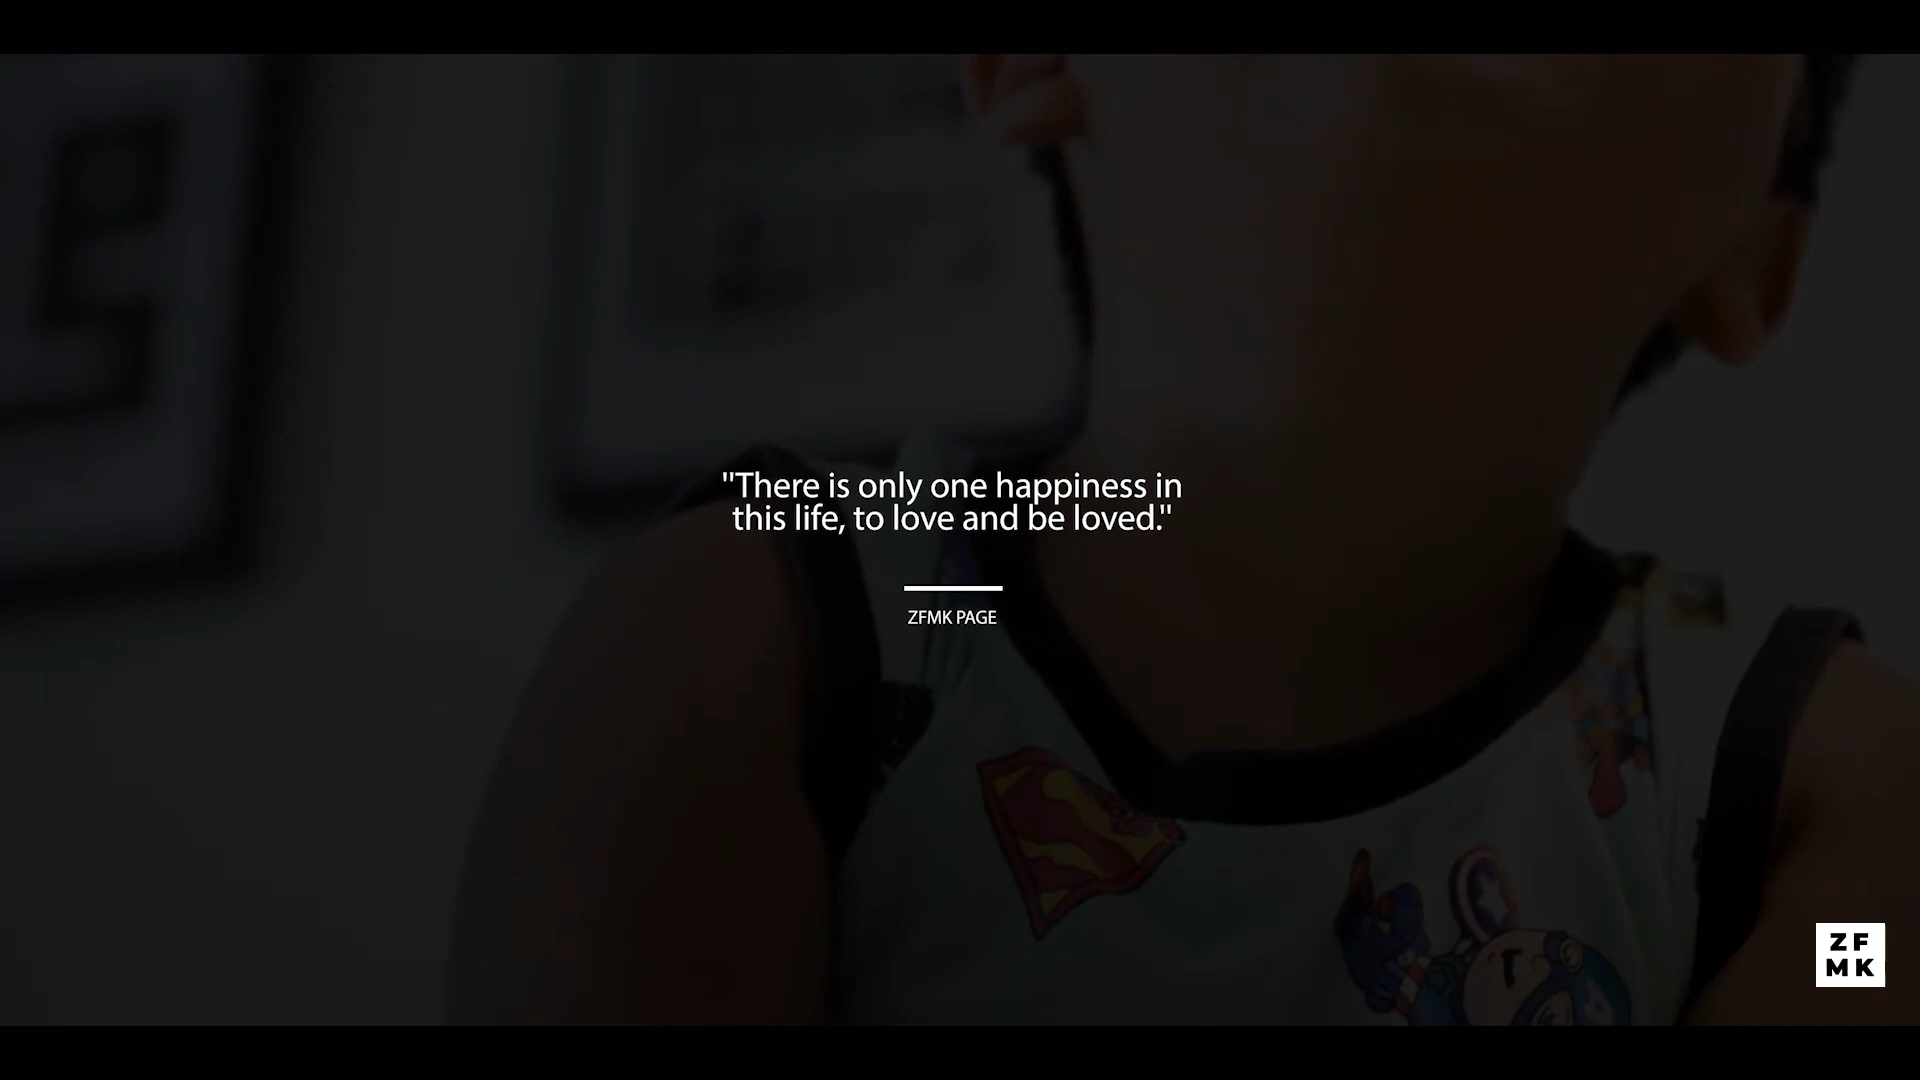 "There is only one happiness in
this life, to love and be loved."
ZFMK PAGE
Z F
M K